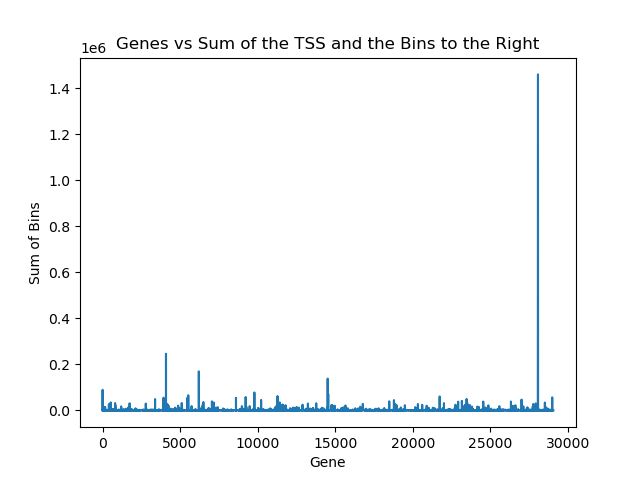 Genes vs Sum of the TSS and the Bins to the Right
1e6
1.4
1.2
1.0
0.8
0.6
0.4
0.2
0.0
Sum of Bins
0 5000 10000 15000 20000 25000 30000
Gene